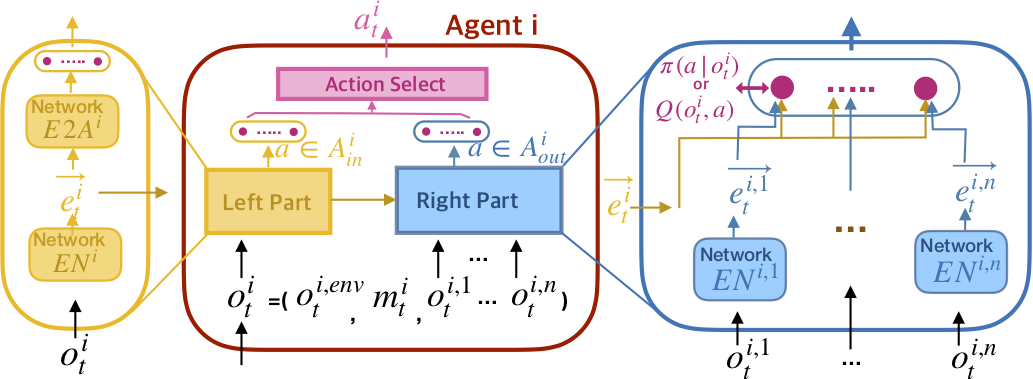 .....
Network
$E2A^i$
$\overrightarrow{e_t^i}$
Network
$EN^i$
$o_t^i$
Agent i
$a_t^i$
Action Select
.....
.....
$a \in A_{in}^i$
$a \in A_{out}^i$
Left Part
Right Part
...
$o_t^i$ =( $o_t^{i,env}$ , $m_t^i$ , $o_t^{i,1}$ ... $o_t^{i,n}$ )
$\pi(a|o_t^i)$
or
$Q(o_t^i, a)$
.....
$\overrightarrow{e_t^i}$
$\overrightarrow{e_t^{i,1}}$
$\overrightarrow{e_t^{i,n}}$
...
Network
$EN^{i,1}$
Network
$EN^{i,n}$
$o_t^{i,1}$
...
$o_t^{i,n}$